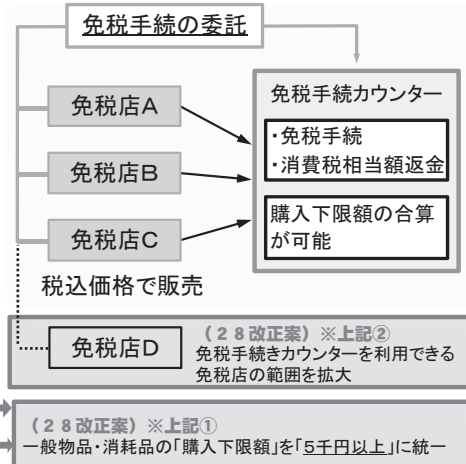 免税手続の委託
免税店A
免税店B
免税店C
税込価格で販売
免税手続カウンター
・免税手続
・消費税相当額返金
購入下限額の合算
が可能
免税店D
（２８改正案）※上記②
免税手続きカウンターを利用できる
免税店の範囲を拡大
（２８改正案）※上記①
一般物品・消耗品の「購入下限額」を「5千円以上」に統一